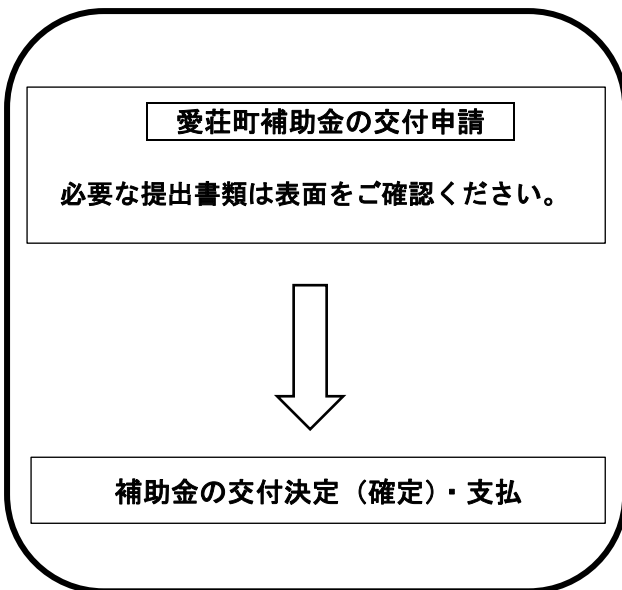 愛荘町補助金の交付申請
必要な提出書類は表面をご確認ください。
補助金の交付決定（確定）・支払